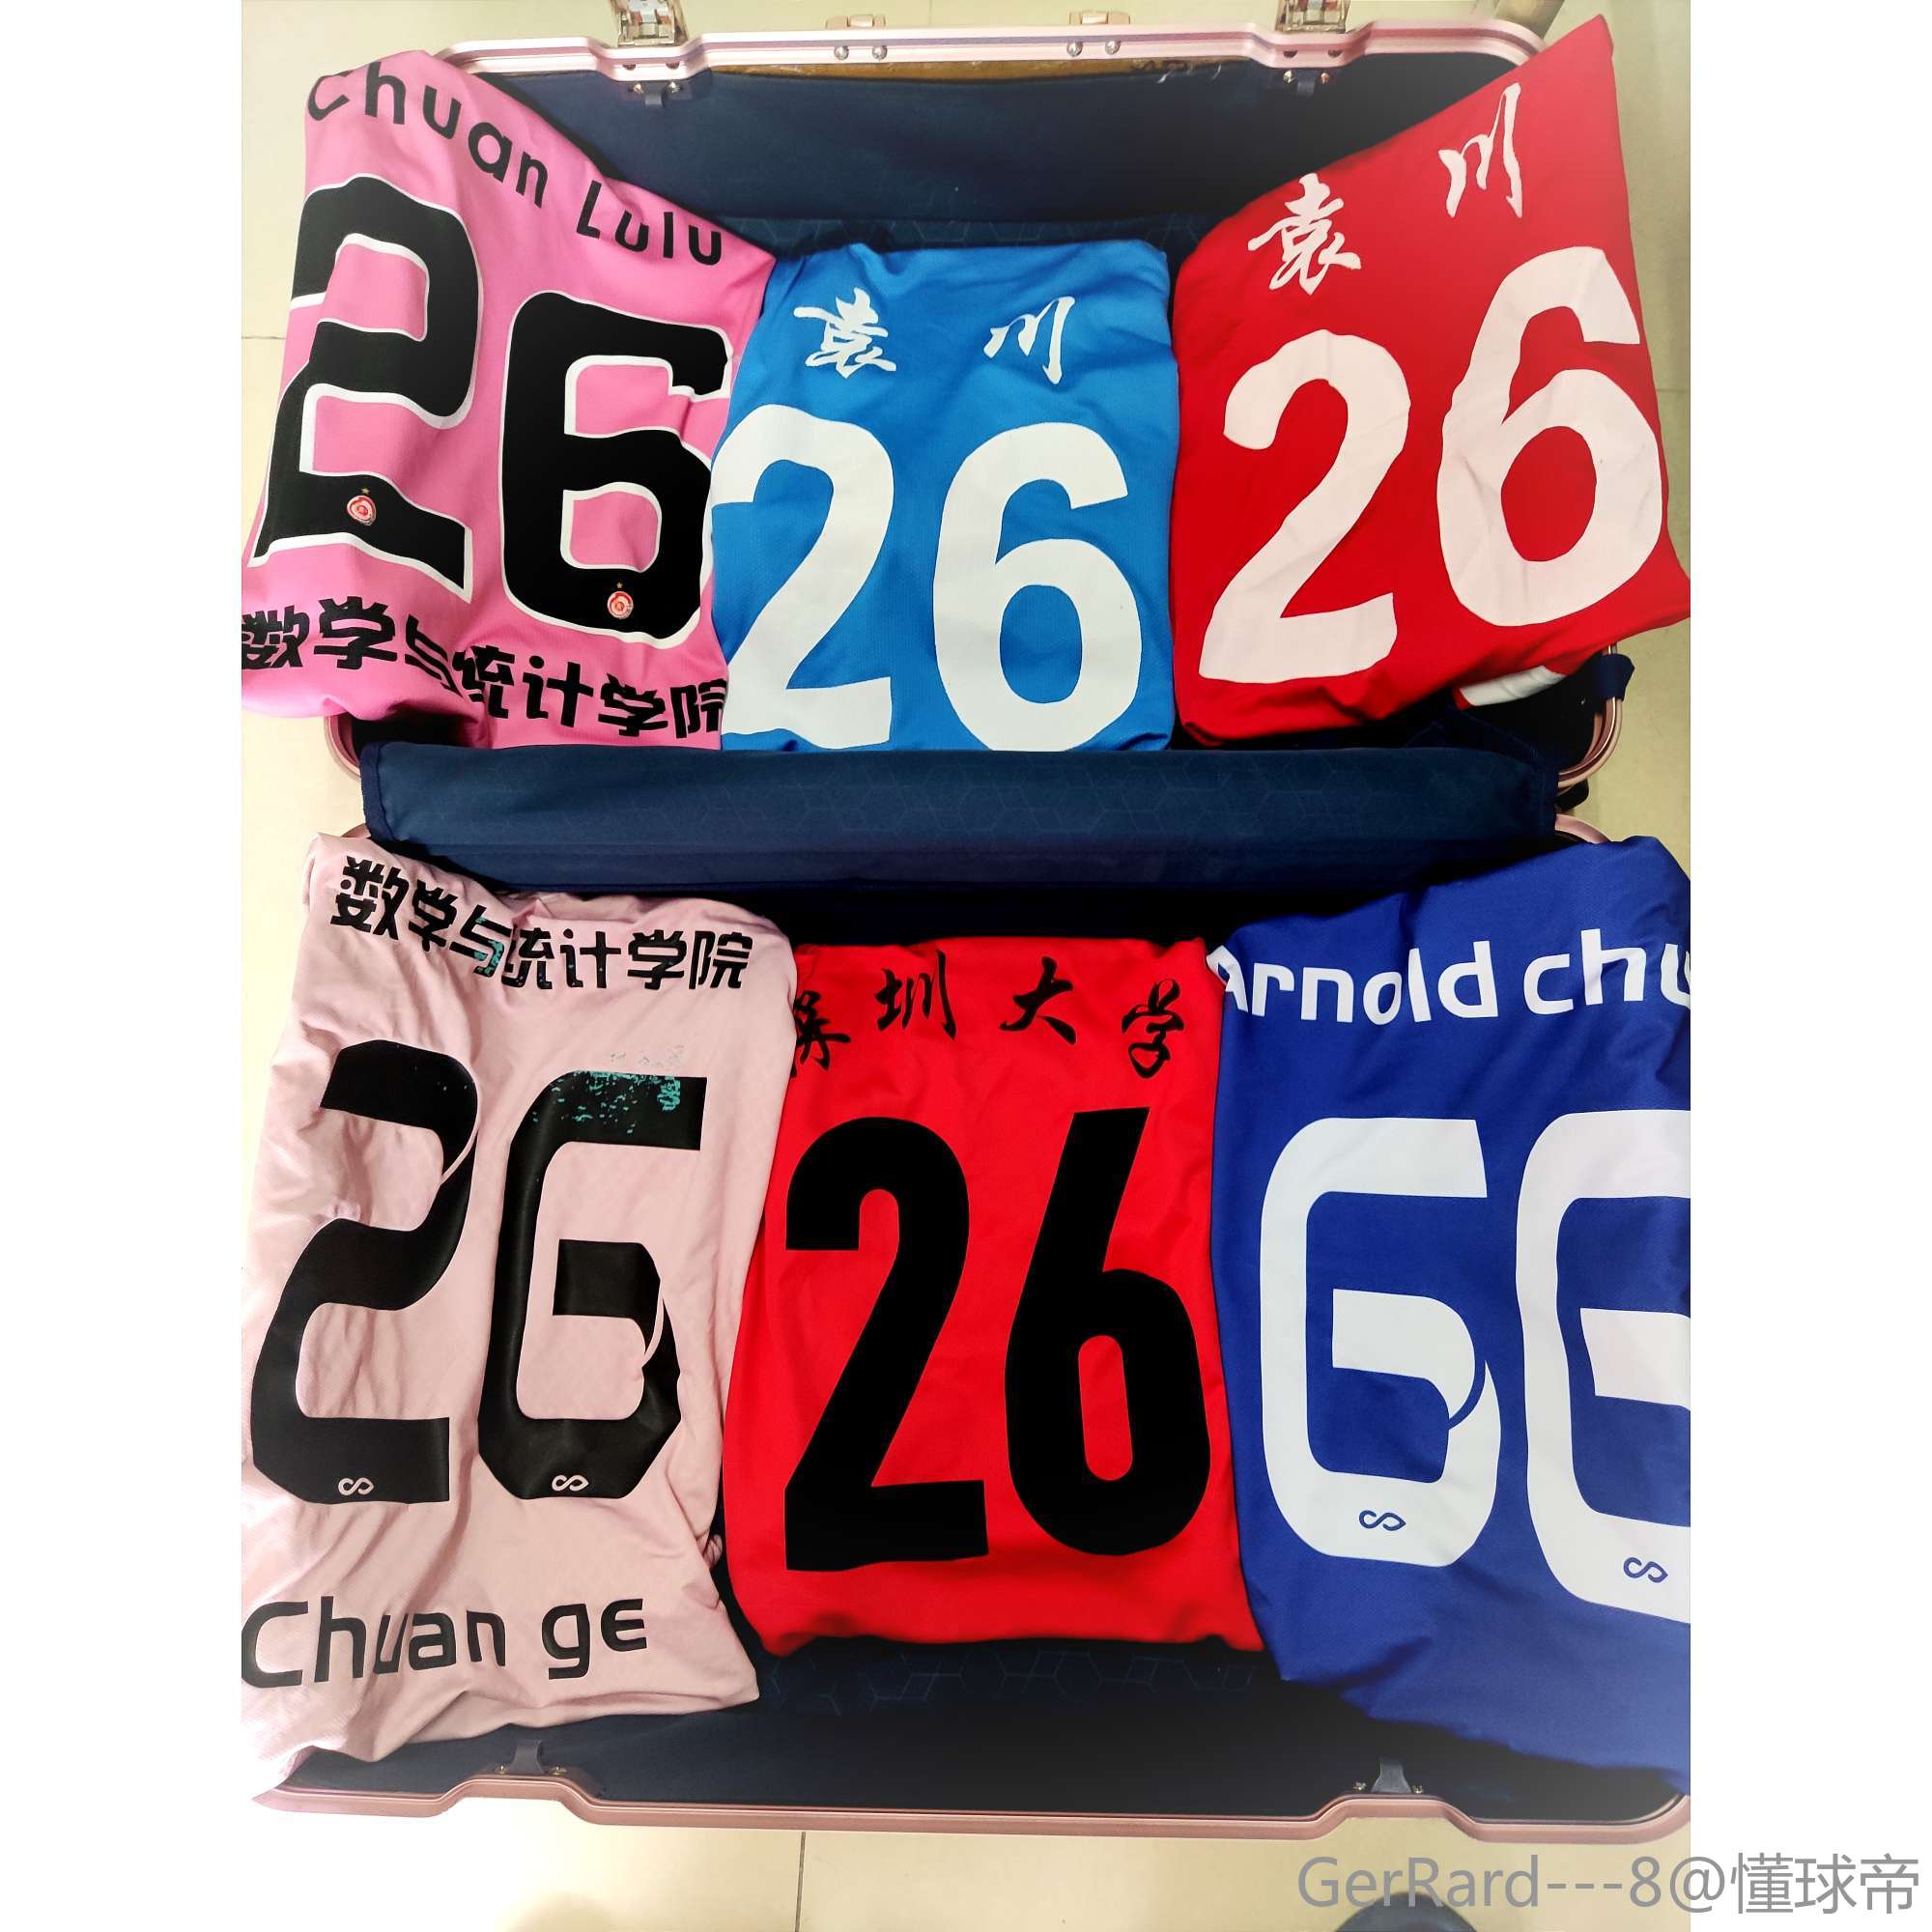 Chuan Lulu
26
数学与统计学院
袁川
26
袁川
26
数学与统计学院
26
Chuan ge
深圳大学
26
Arnold chu
66
GerRard---8@懂球帝